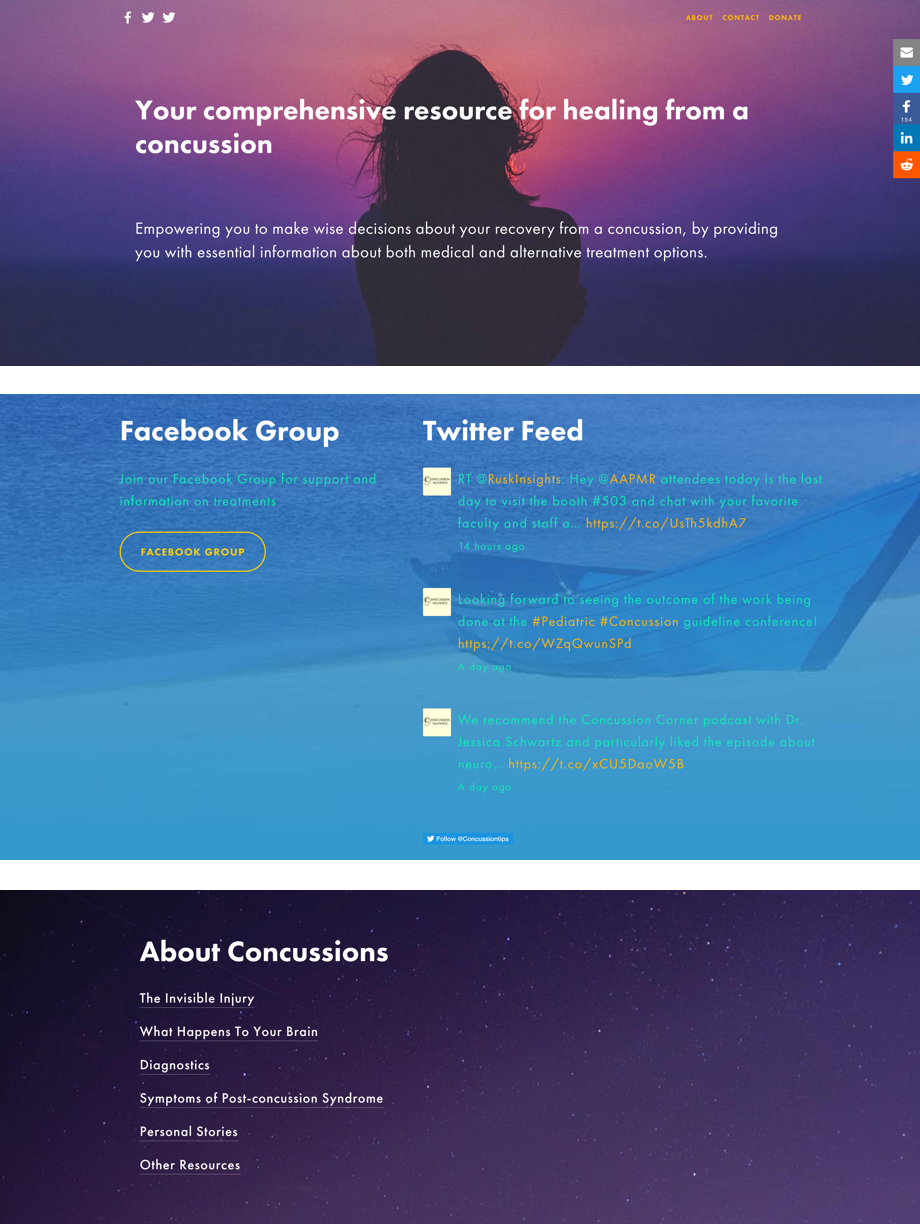 ABOUT CONTACT DONATE
Your comprehensive resource for healing from a
concussion
154
Empowering you to make wise decisions about your recovery from a concussion, by providing
you with essential information about both medical and alternative treatment options.
Facebook Group
Join our Facebook Group for support and
information on treatments
FACEBOOK GROUP
Twitter Feed
CONCUSSION
ALLIANCE
RT @RuskInsights: Hey @AAPMR attendees today is the last
day to visit the booth #503 and chat with your favorite
faculty and staff a… https://t.co/UsTh5kdhA7
14 hours ago
CONCUSSION
ALLIANCE
Looking forward to seeing the outcome of the work being
done at the #Pediatric #Concussion guideline conference!
https://t.co/WZqQwunSPd
A day ago
CONCUSSION
ALLIANCE
We recommend the Concussion Corner podcast with Dr.
Jessica Schwartz and particularly liked the episode about
neuro… https://t.co/xCU5DaoW5B
A day ago
Follow @Concussiontips
About Concussions
The Invisible Injury
What Happens To Your Brain
Diagnostics
Symptoms of Post-concussion Syndrome
Personal Stories
Other Resources